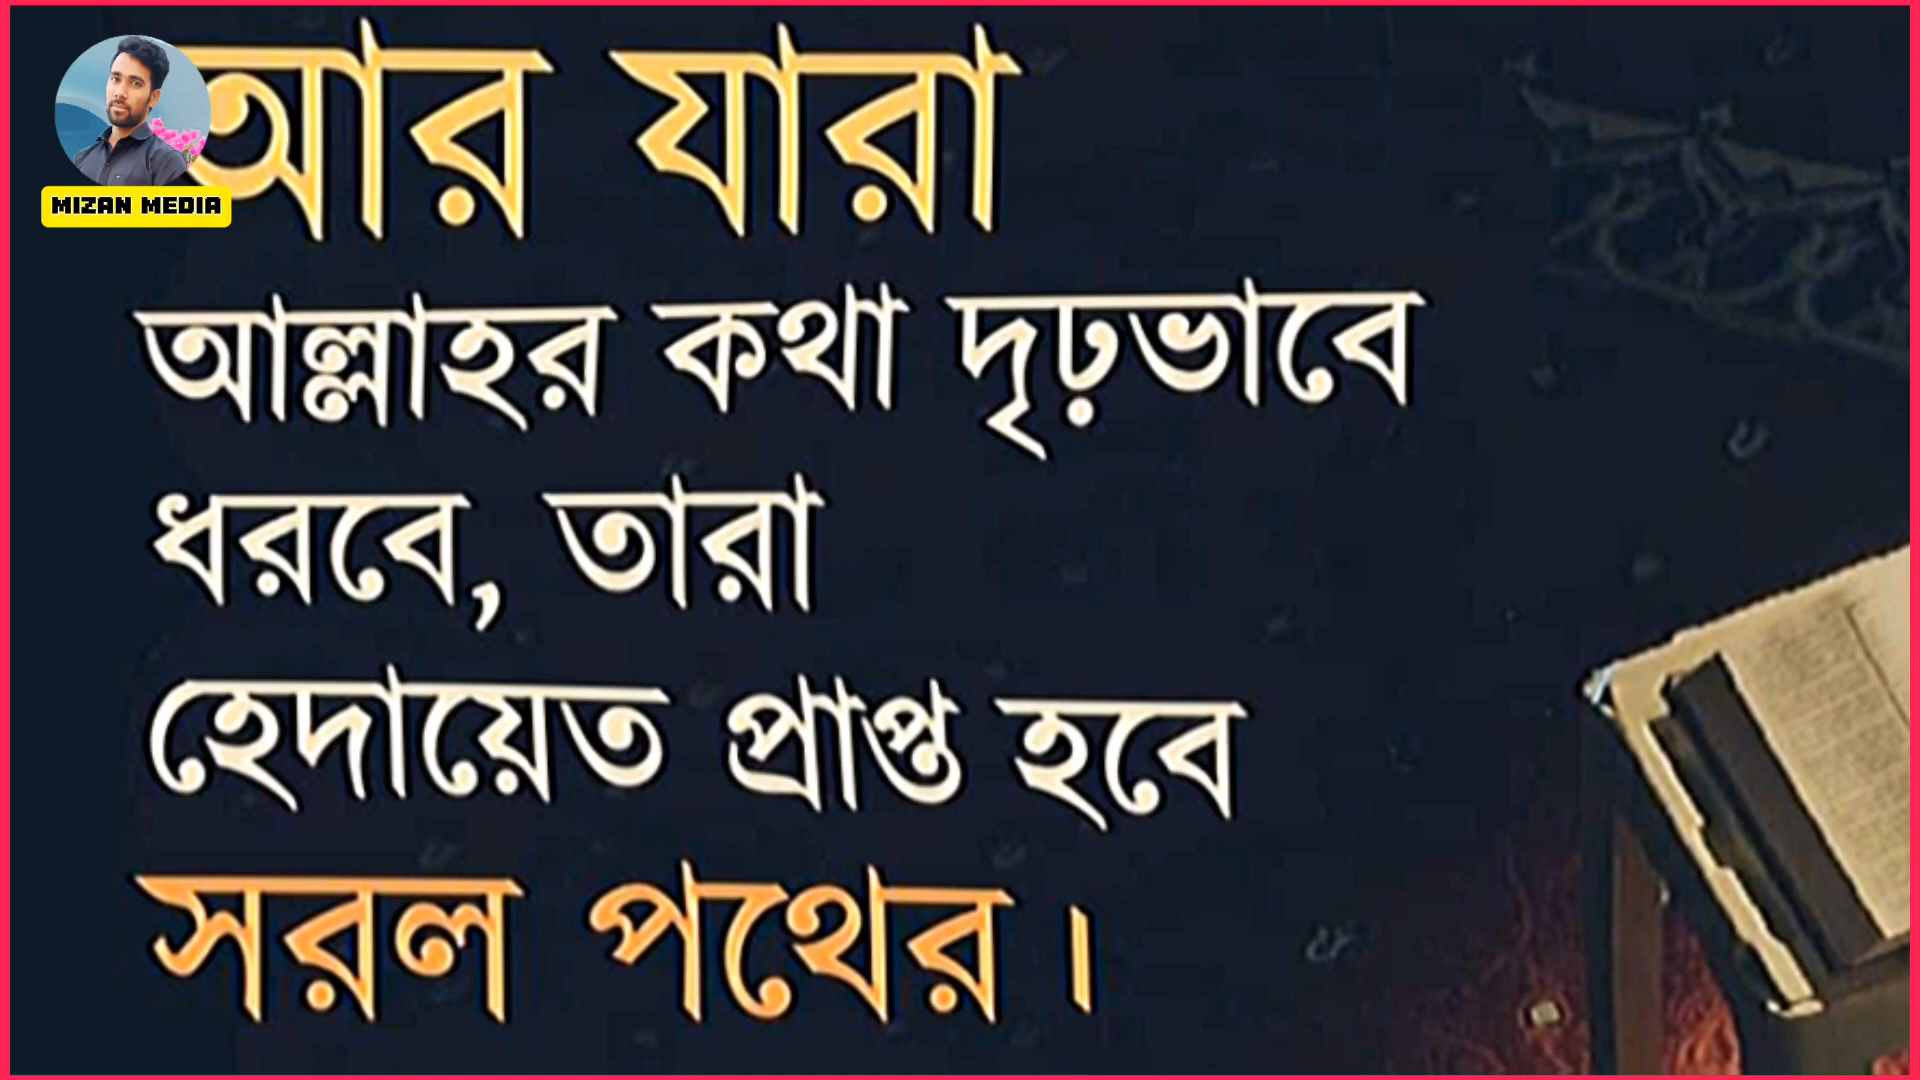 আর যারা
MIZAN MEDIA
আল্লাহর কথা দৃঢ়ভাবে
ধরবে, তারা
হেদায়েত প্রাপ্ত হবে
সরল পথের।